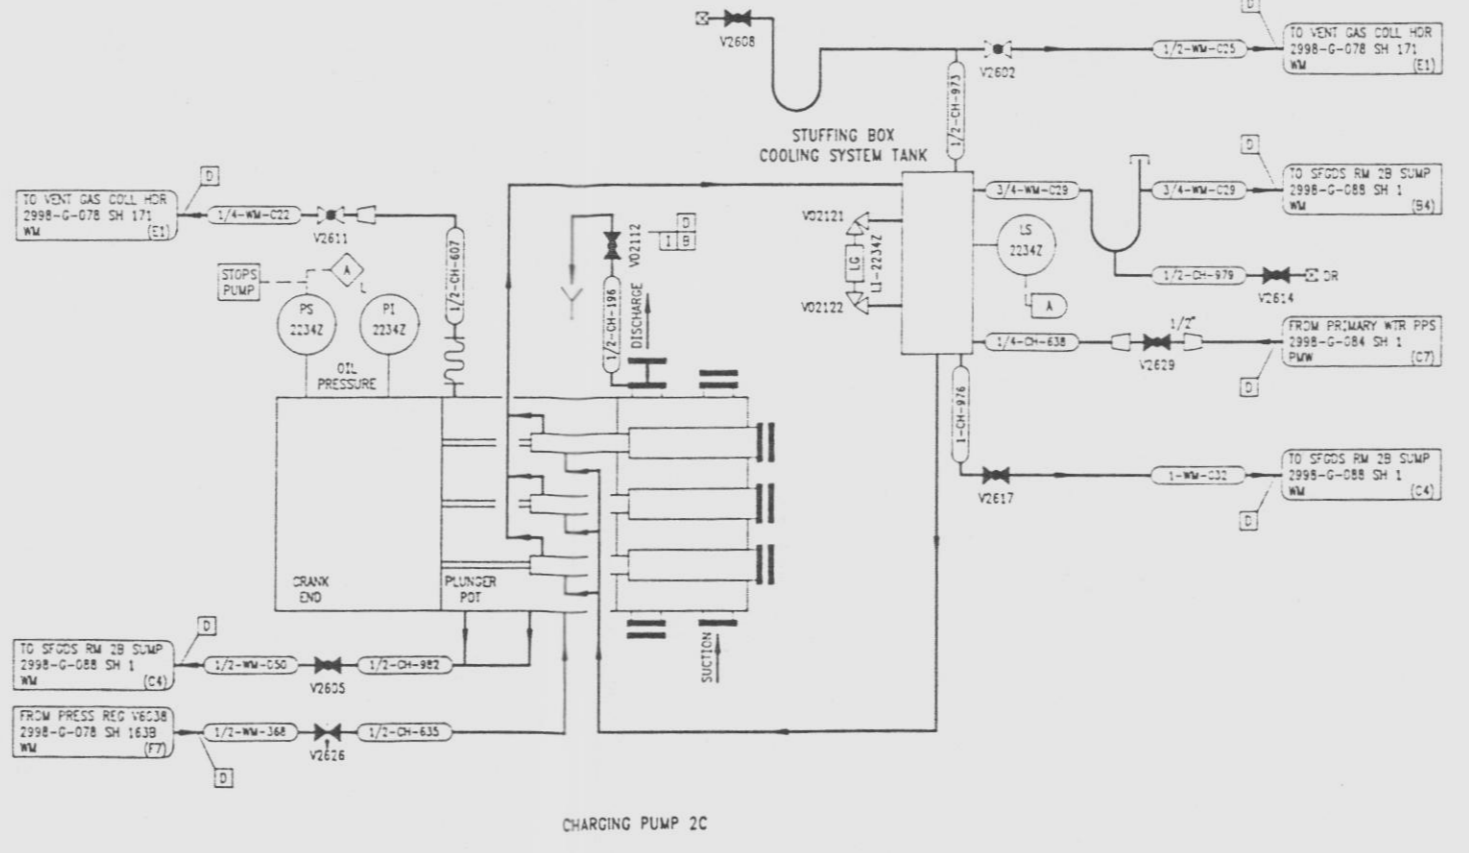 D
V2608
1/2-WM-C25
TO VENT GAS COLL HDR
2998-G-078 SH 171
WM (E1)
V2602
1/2-CH-973
STUFFING BOX
COOLING SYSTEM TANK
D
D
TO VENT GAS COLL HDR
2998-G-078 SH 171
WM (E1)
1/4-WM-C22
V2611
1/2-CH-607
3/4-WM-C29
3/4-WM-C29
TO SFGDS RM 2B SUMP
2998-G-088 SH 1
WM (B4)
V02121
LG
LI-2234Z
V02122
LS
2234Z
A
V02112
D
I B
1/2-CH-196
DISCHARGE
1/2-CH-979
V2614
DR
STOPS
PUMP
A
L
PS
2234Z
PI
2234Z
OIL
PRESSURE
1/4-CH-638
1/2"
V2629
FROM PRIMARY WTR PPS
2998-G-084 SH 1
PMW (C7)
D
1-CH-976
V2617
1-WM-C32
TO SFGDS RM 2B SUMP
2998-G-088 SH 1
WM (C4)
D
CRANK
END
PLUNGER
POT
SUCTION
D
TO SFGDS RM 2B SUMP
2998-G-088 SH 1
WM (C4)
1/2-WM-C50
V2605
1/2-CH-982
FROM PRESS REG V6038
2998-G-078 SH 163B
WM (F7)
1/2-WM-368
V2626
1/2-CH-635
D
CHARGING PUMP 2C